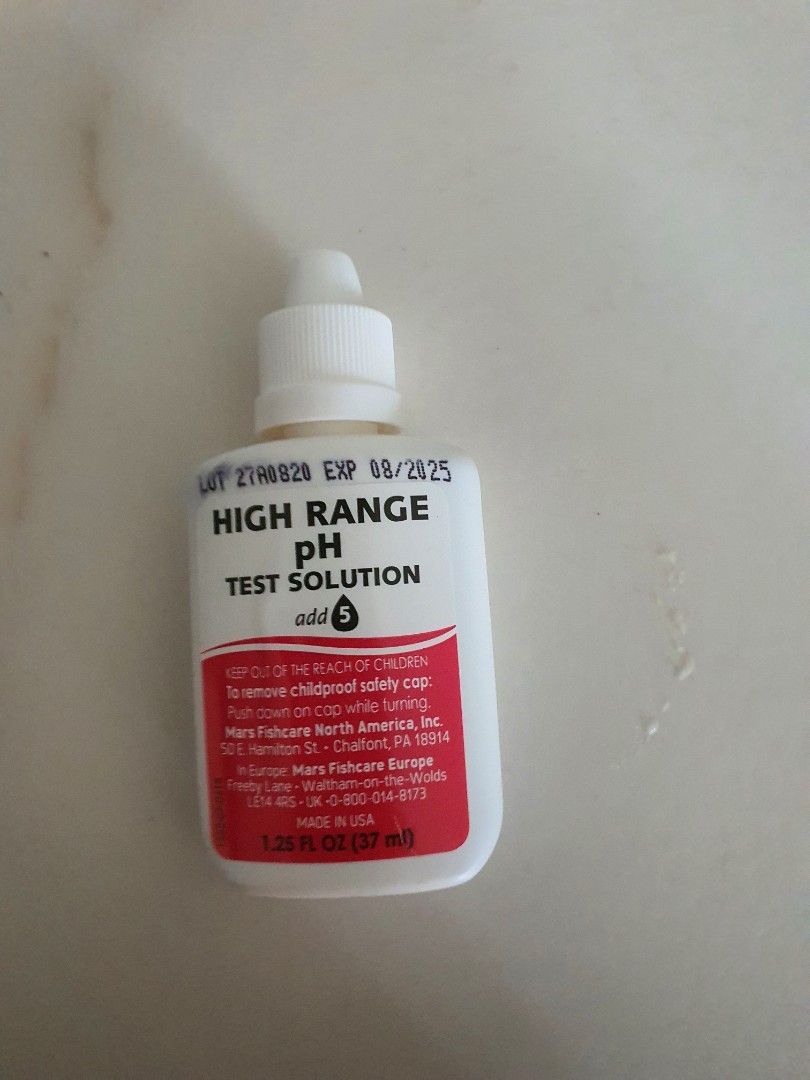 LOT 27A0820 EXP 08/2025
HIGH RANGE
pH
TEST SOLUTION
add 5
KEEP OUT OF THE REACH OF CHILDREN
To remove childproof safety cap:
Push down on cap while turning.
Mars Fishcare North America, Inc.
50 E. Hamilton St. • Chalfont, PA 18914
In Europe: Mars Fishcare Europe
Freeby Lane • Waltham-on-the-Wolds
LE14 4RS • UK •0-800-014-8173
MADE IN USA
1.25 FL OZ (37 ml)